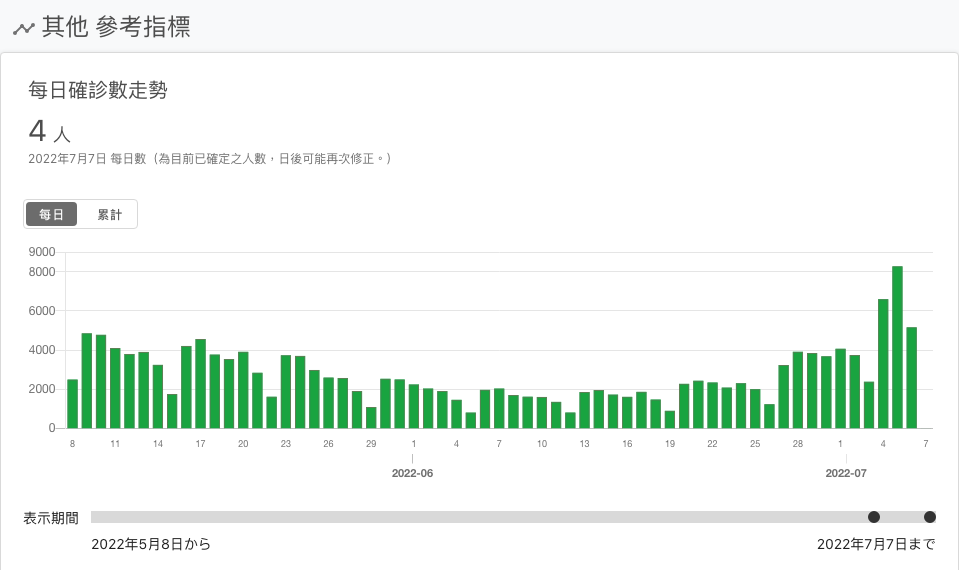 其他 參考指標
每日確診數走勢
4 人
2022年7月7日 每日數（為目前已確定之人數，日後可能再次修正。）
每日 累計
9000
8000
6000
4000
2000
0
8 11 14 17 20 23 26 29 1 4 7 10 13 16 19 22 25 28 1 4 7
2022-06 2022-07
表示期間
2022年5月8日から 2022年7月7日まで